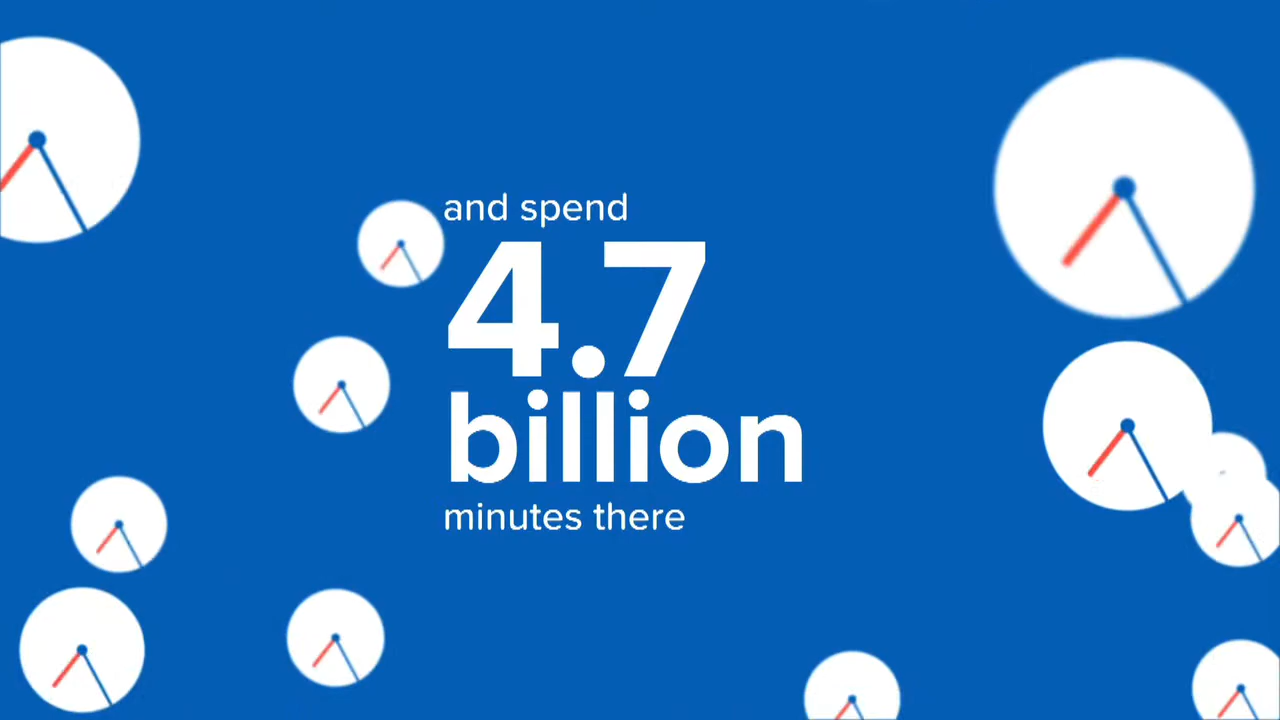 and spend
4.7
billion
minutes there